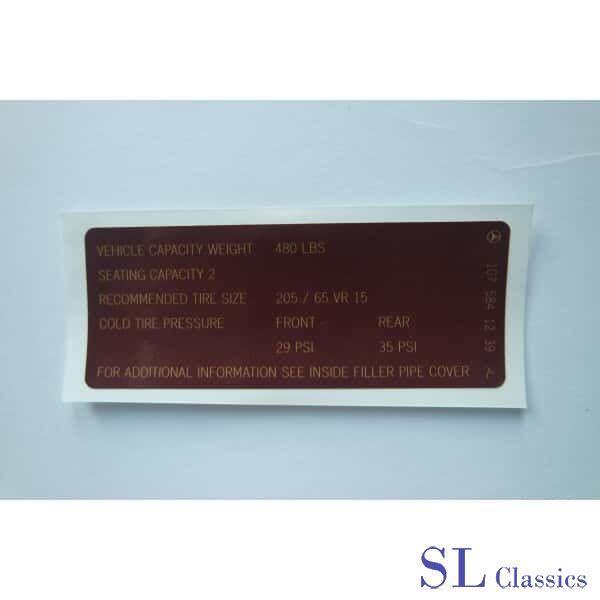 VEHICLE CAPACITY WEIGHT 480 LBS
SEATING CAPACITY 2
RECOMMENDED TIRE SIZE 205 / 65 VR 15
COLD TIRE PRESSURE FRONT REAR
29 PSI 35 PSI
FOR ADDITIONAL INFORMATION SEE INSIDE FILLER PIPE COVER
107 584 12 39
SL Classics